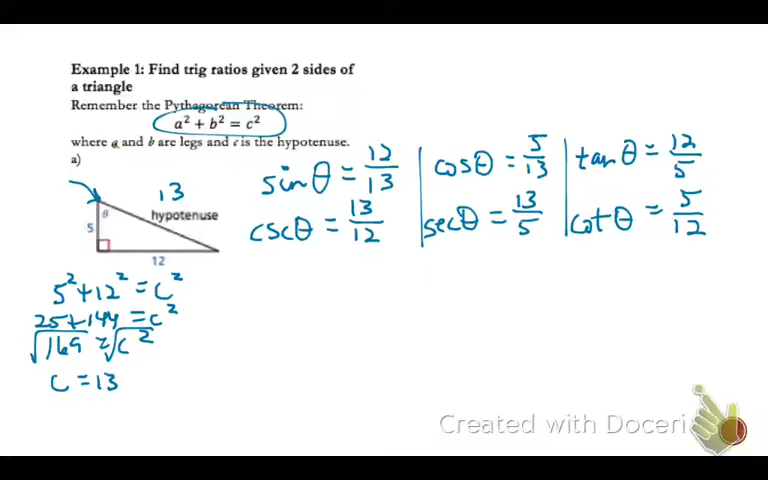 Example 1: Find trig ratios given 2 sides of
a triangle
Remember the Pythagorean Theorem:
a² + b² = c²
where a and b are legs and c is the hypotenuse.
a)
13
θ
hypotenuse
5
12
5² + 12² = c²
25 + 144 = c²
√169 = √c²
c = 13
sin θ = 12/13
csc θ = 13/12
cos θ = 5/13
sec θ = 13/5
tan θ = 12/5
cot θ = 5/12
Created with Doceri